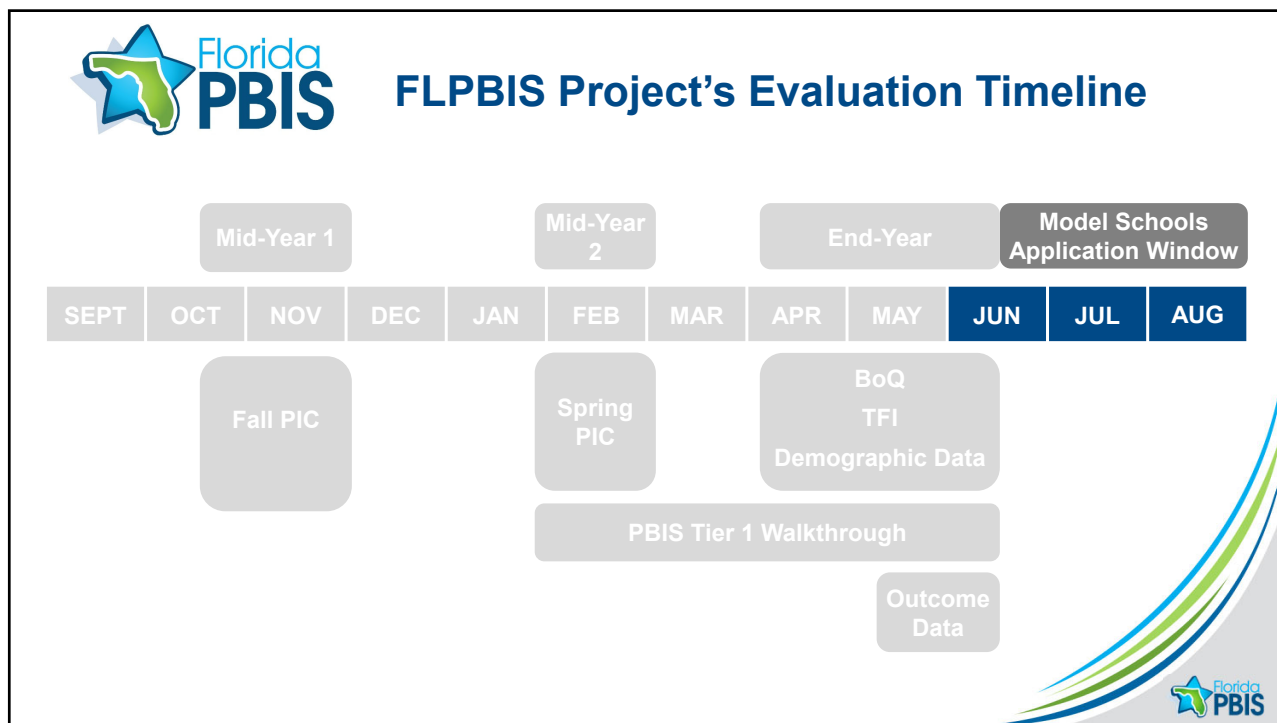 Florida
PBIS
FLPBIS Project's Evaluation Timeline
Mid-Year 1
Mid-Year
2
End-Year
Model Schools
Application Window
SEPT OCT NOV DEC JAN FEB MAR APR MAY JUN JUL AUG
Fall PIC
Spring
PIC
BoQ
TFI
Demographic Data
PBIS Tier 1 Walkthrough
Outcome
Data
Florida
PBIS